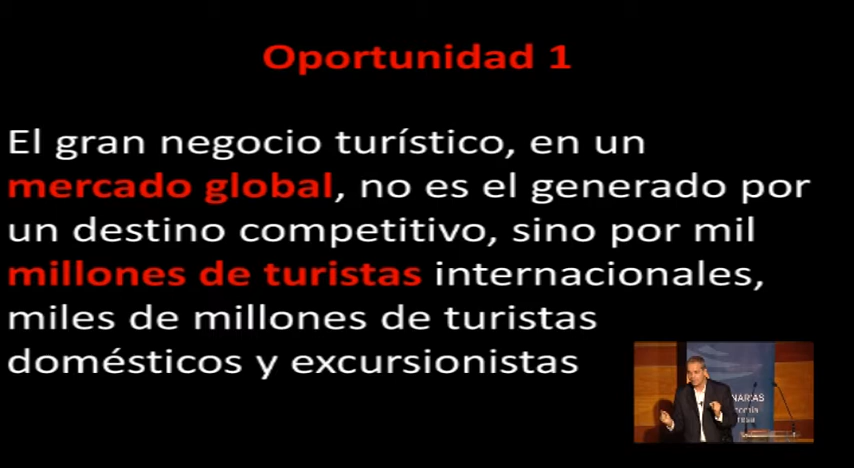 Oportunidad 1
El gran negocio turístico, en un
mercado global, no es el generado por
un destino competitivo, sino por mil
millones de turistas internacionales,
miles de millones de turistas
domésticos y excursionistas
NARIAS